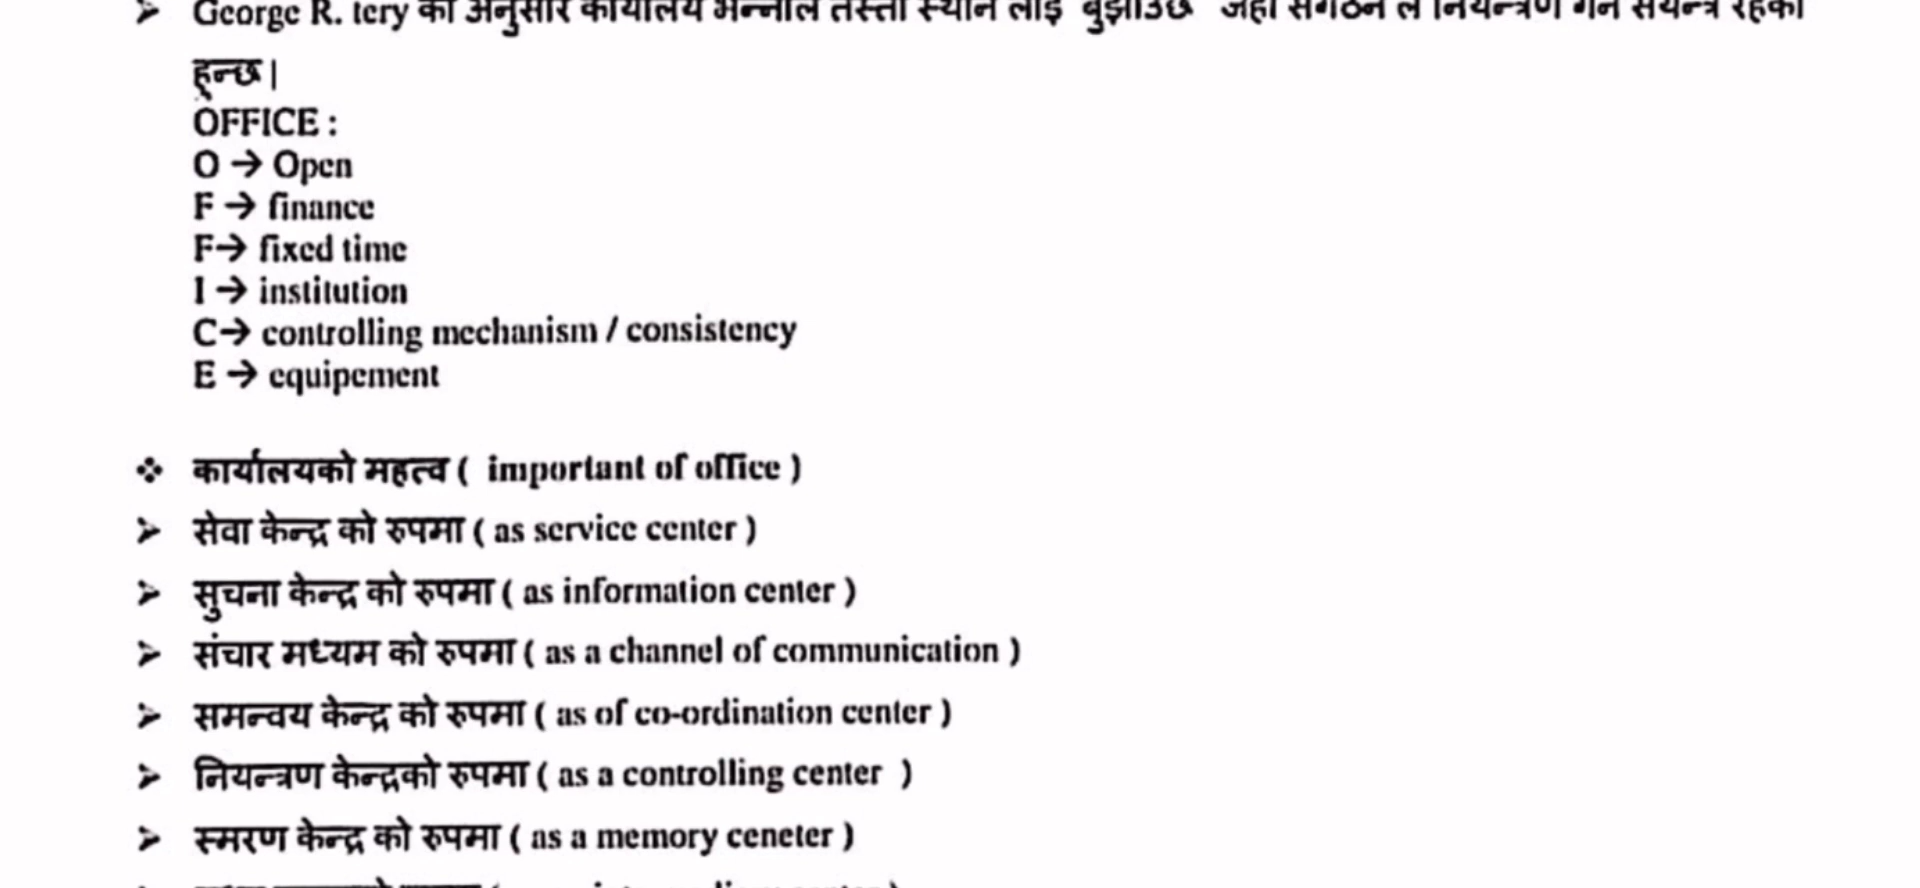 ➢ George R. tery का अनुसार कार्यालय भन्नाले तस्तो स्थान लाई बुझाउछ जहाँ संगठन ले नियन्त्रण गर्ने संयन्त्र रहेको
हुन्छ|
OFFICE :
O → Open
F → finance
F→ fixed time
I → institution
C→ controlling mechanism / consistency
E → equipement
❖ कार्यालयको महत्व ( important of office )
➢ सेवा केन्द्र को रुपमा ( as service center )
➢ सुचना केन्द्र को रुपमा ( as information center )
➢ संचार मध्यम को रुपमा ( as a channel of communication )
➢ समन्वय केन्द्र को रुपमा ( as of co-ordination center )
➢ नियन्त्रण केन्द्रको रुपमा ( as a controlling center )
➢ स्मरण केन्द्र को रुपमा ( as a memory ceneter )